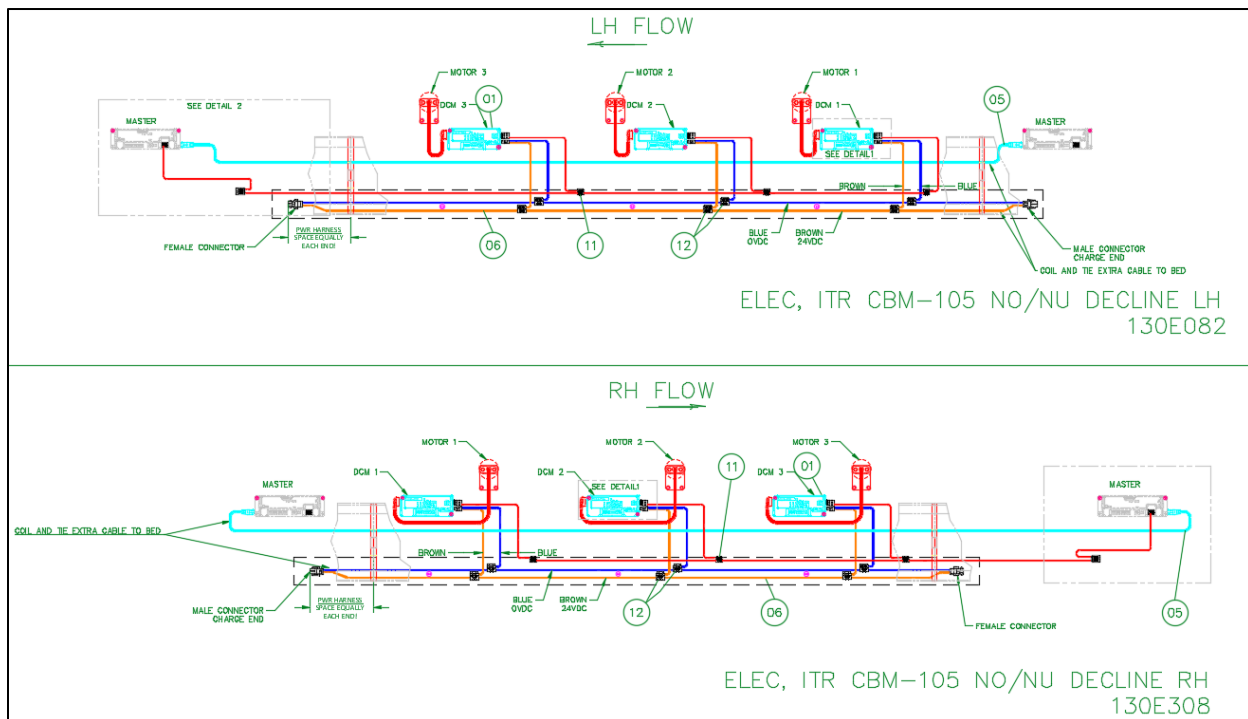 LH FLOW
MOTOR 3
MOTOR 2
MOTOR 1
SEE DETAIL 2
DCM 3
01
DCM 2
DCM 1
05
MASTER
MASTER
SEE DETAIL1
BROWN
BLUE
FEMALE CONNECTOR
PWR HARNESS
SPACE EQUALLY
EACH END!
06
11
12
BLUE
0VDC
BROWN
24VDC
MALE CONNECTOR
CHARGE END
COIL AND TIE EXTRA CABLE TO BED
ELEC, ITR CBM-105 NO/NU DECLINE LH
130E082
RH FLOW
MOTOR 1
MOTOR 2
MOTOR 3
DCM 1
DCM 2
SEE DETAIL1
11
DCM 3
01
MASTER
MASTER
COIL AND TIE EXTRA CABLE TO BED
BROWN
BLUE
MALE CONNECTOR
CHARGE END
PWR HARNESS
SPACE EQUALLY
EACH END!
BLUE
0VDC
BROWN
24VDC
12
06
05
FEMALE CONNECTOR
ELEC, ITR CBM-105 NO/NU DECLINE RH
130E308